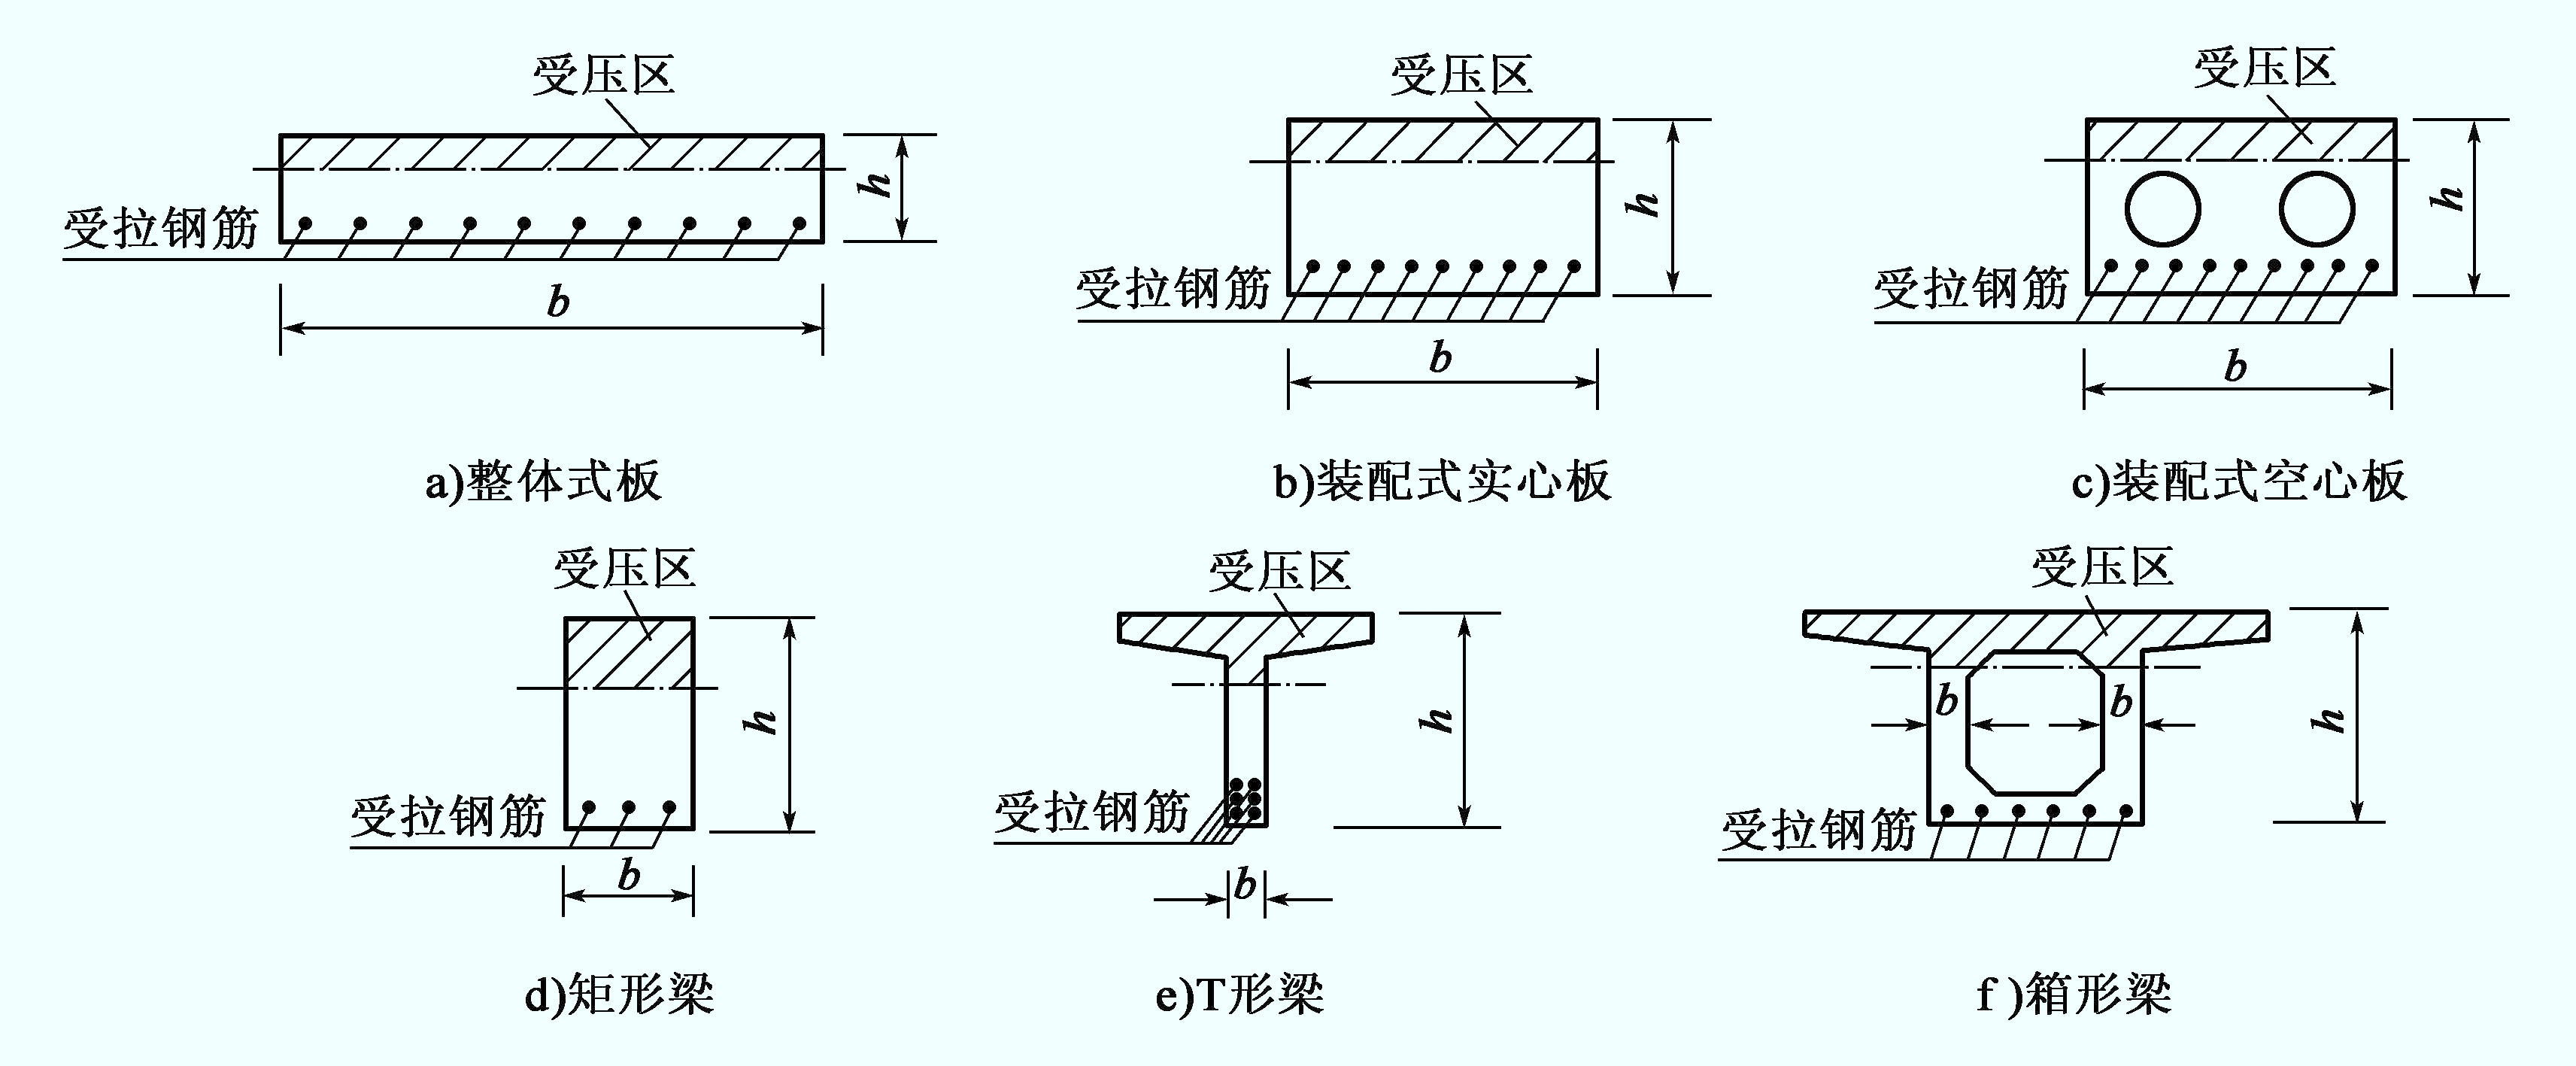 受压区
受压区
受压区
h
h
h
受拉钢筋
受拉钢筋
受拉钢筋
b
b
b
a)整体式板
b)装配式实心板
c)装配式空心板
受压区
受压区
受压区
h
h
b
b
h
受拉钢筋
受拉钢筋
受拉钢筋
b
b
d)矩形梁
e)T形梁
f)箱形梁